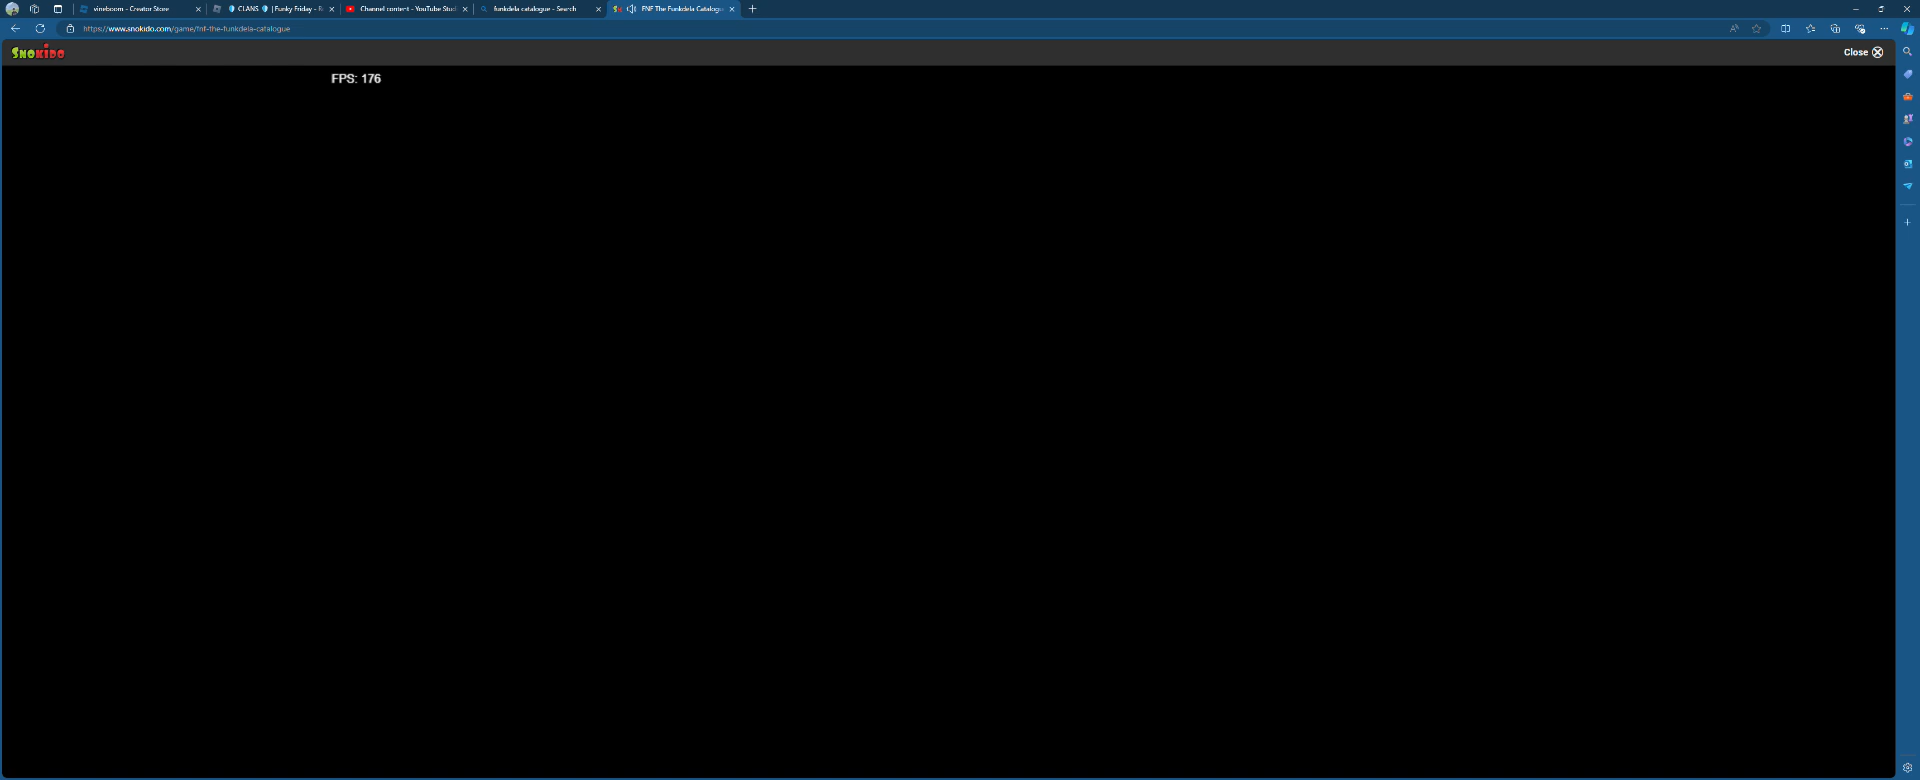 vineboom - Creator Store
CLANS | Funky Friday -
Channel content - YouTube Stud
funkdela catalogue - Search
FNF The Funkdela Catalogu
https://www.snokido.com/game/fnf-the-funkdela-catalogue
SNOKIDO
Close
FPS: 176